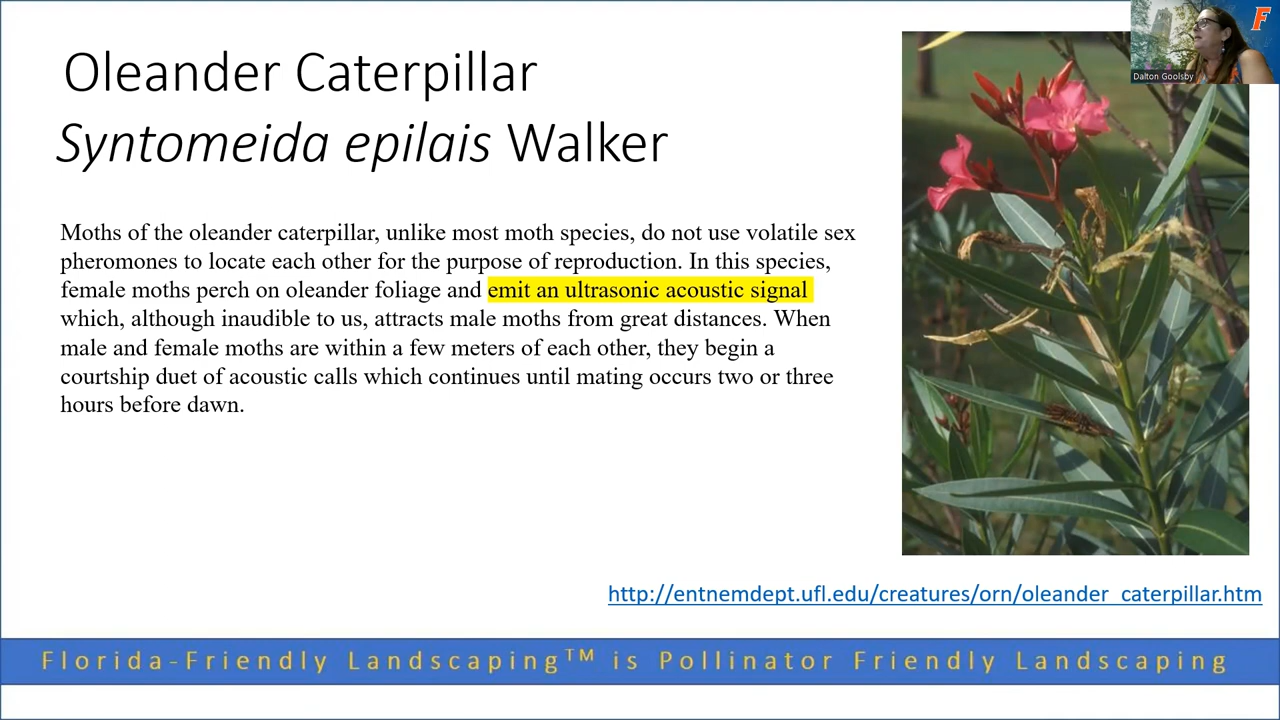 Oleander Caterpillar
Syntomeida epilais Walker
F
Dalton Goolsby
Moths of the oleander caterpillar, unlike most moth species, do not use volatile sex
pheromones to locate each other for the purpose of reproduction. In this species,
female moths perch on oleander foliage and emit an ultrasonic acoustic signal
which, although inaudible to us, attracts male moths from great distances. When
male and female moths are within a few meters of each other, they begin a
courtship duet of acoustic calls which continues until mating occurs two or three
hours before dawn.
http://entnemdept.ufl.edu/creatures/orn/oleander_caterpillar.htm
Florida-Friendly Landscaping™ is Pollinator Friendly Landscaping